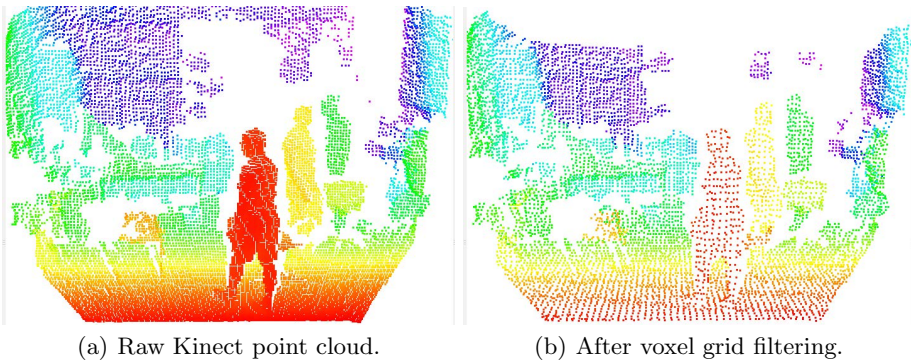 (a) Raw Kinect point cloud.
(b) After voxel grid filtering.